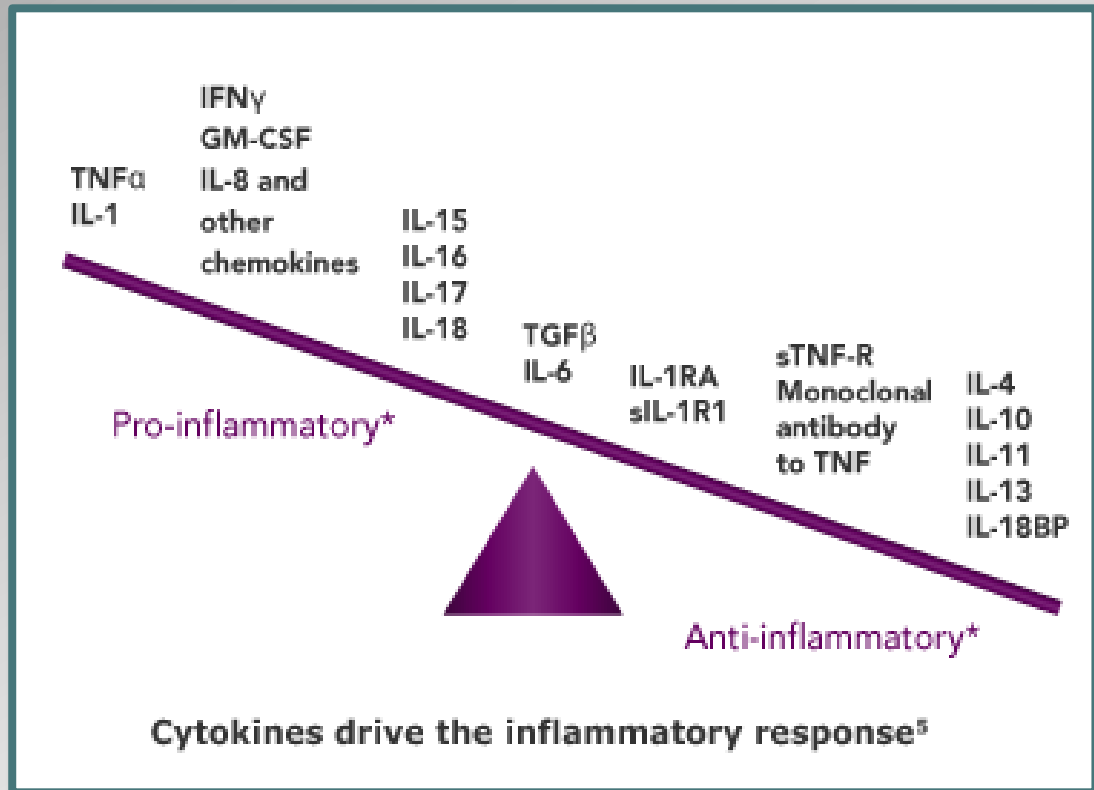 IFNγ
GM-CSF
IL-8 and
other
chemokines
TNFα
IL-1
IL-15
IL-16
IL-17
IL-18
TGFβ
IL-6
IL-1RA
sIL-1R1
sTNF-R
Monoclonal
antibody
to TNF
IL-4
IL-10
IL-11
IL-13
IL-18BP
Pro-inflammatory*
Anti-inflammatory*
Cytokines drive the inflammatory response⁵